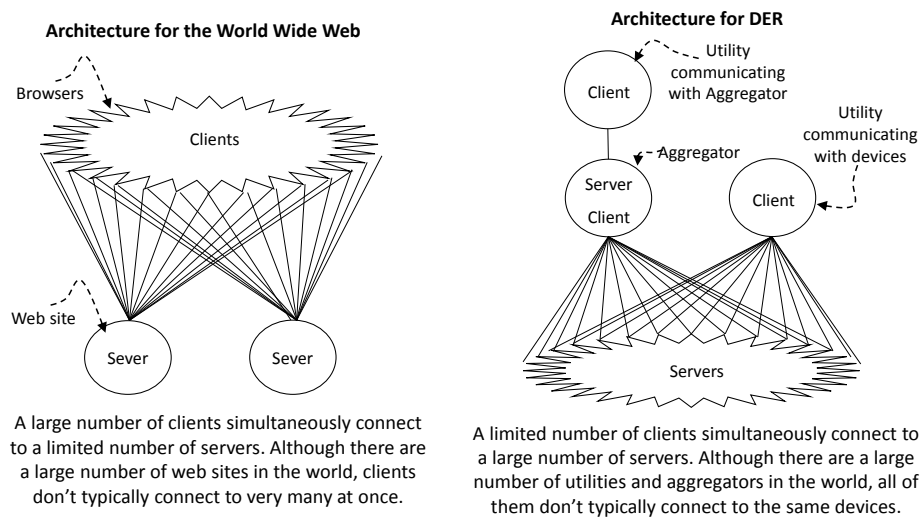 Architecture for the World Wide Web
Browsers
Clients
Web site
Sever
Sever
A large number of clients simultaneously connect
to a limited number of servers. Although there are
a large number of web sites in the world, clients
don’t typically connect to very many at once.
Architecture for DER
Utility
communicating
with Aggregator
Client
Utility
communicating
with devices
Aggregator
Server
Client
Client
Servers
A limited number of clients simultaneously connect to
a large number of servers. Although there are a large
number of utilities and aggregators in the world, all of
them don’t typically connect to the same devices.